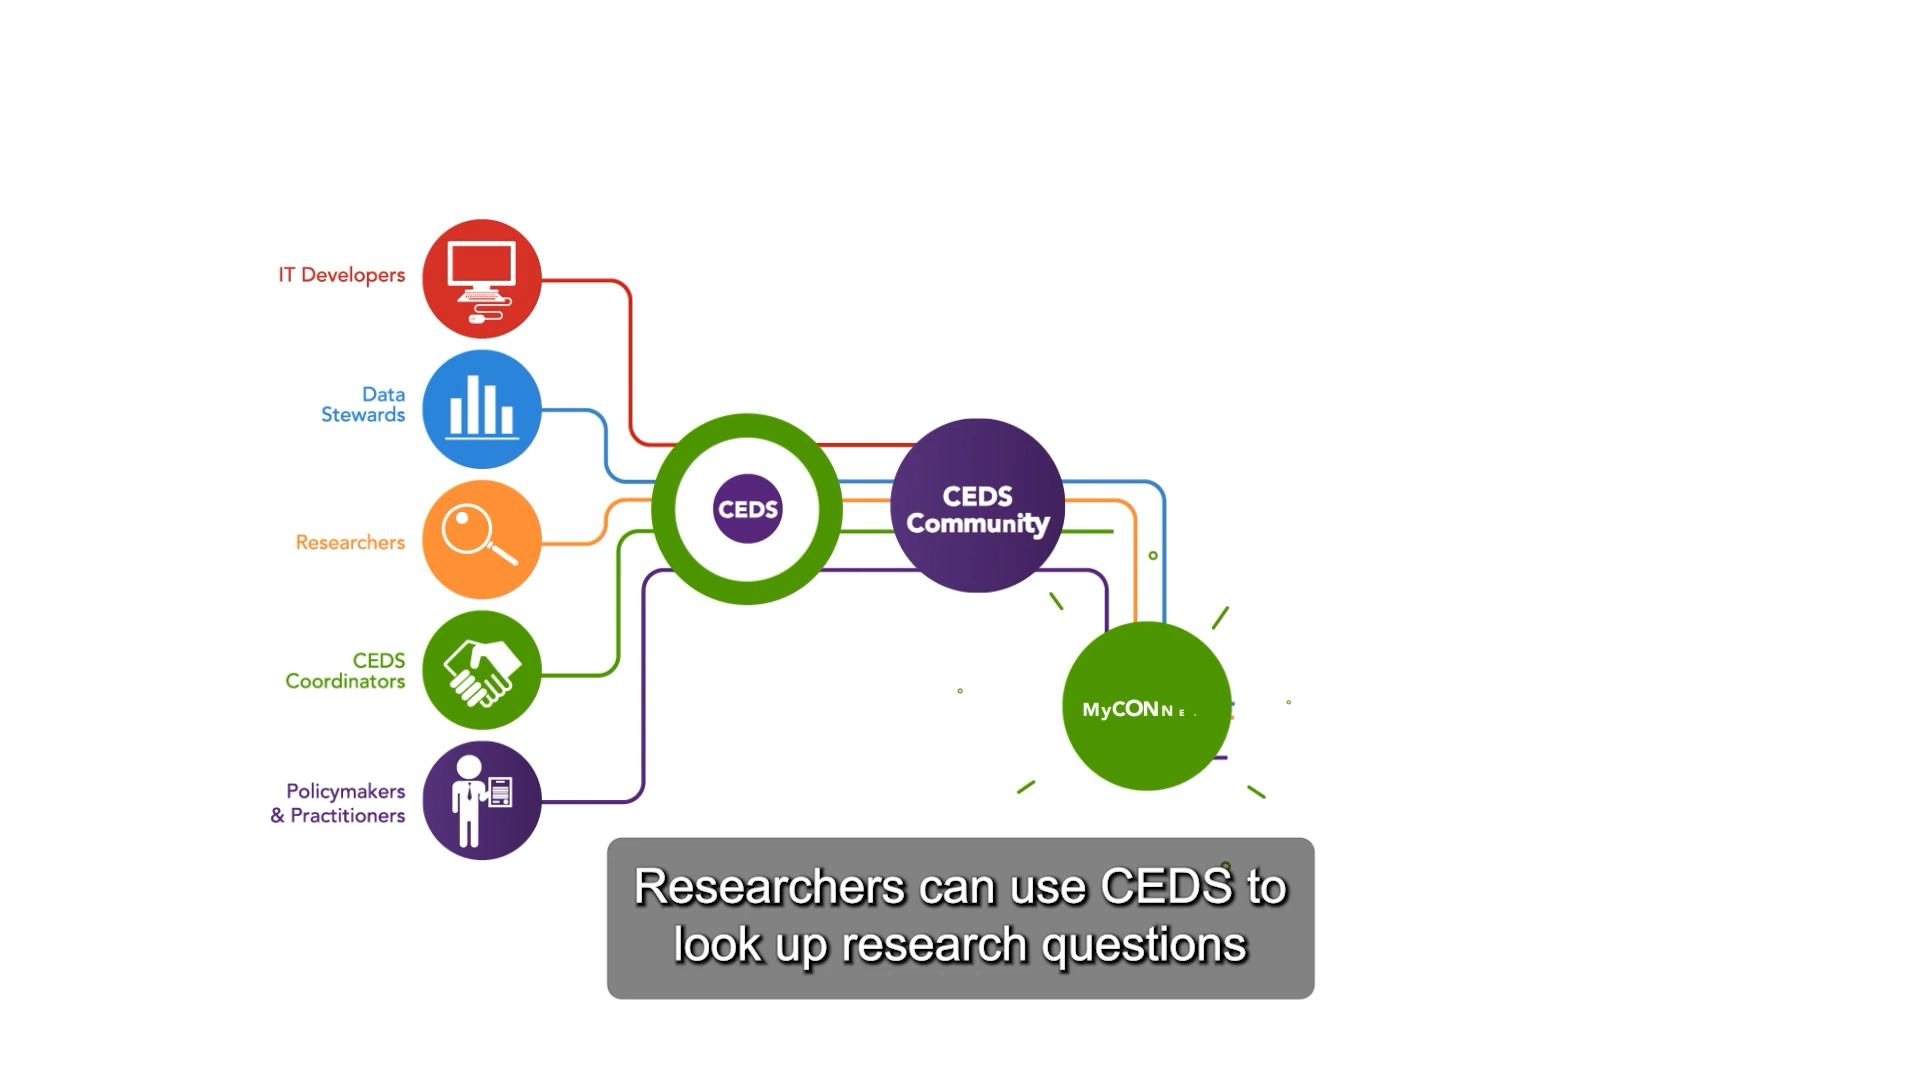 IT Developers
Data
Stewards
Researchers
CEDS
Coordinators
Policymakers
& Practitioners
CEDS
CEDS
Community
MyCONNE
Researchers can use CEDS to
look up research questions